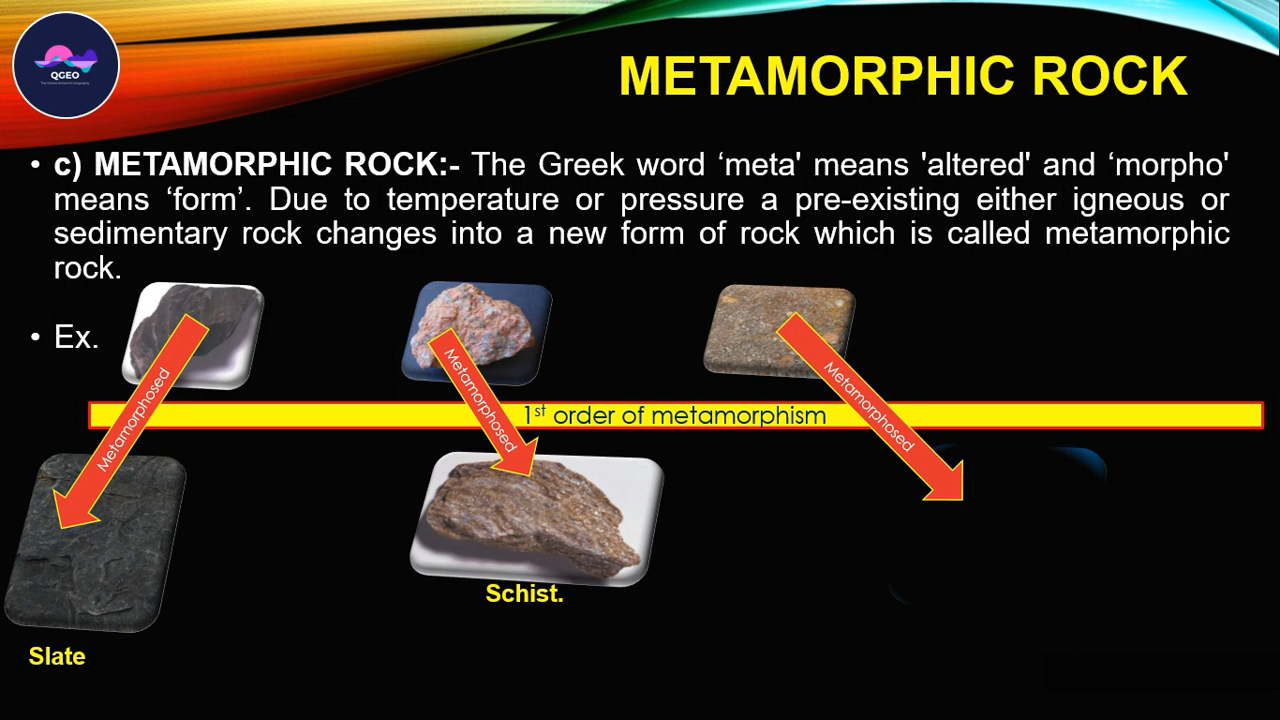 QGEO
METAMORPHIC ROCK
• c) METAMORPHIC ROCK:- The Greek word ‘meta' means 'altered' and ‘morpho'
means ‘form’. Due to temperature or pressure a pre-existing either igneous or
sedimentary rock changes into a new form of rock which is called metamorphic
rock.
• Ex.
Metamorphosed
Metamorphosed
Metamorphosed
1st order of metamorphism
Schist.
Slate